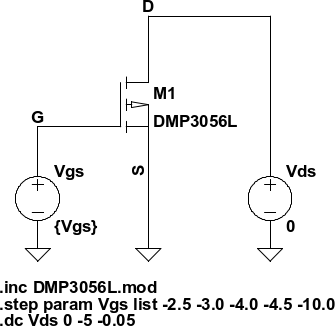 D
M1
G
DMP3056L
Vgs
S
Vds
{Vgs}
0
.inc DMP3056L.mod
.step param Vgs list -2.5 -3.0 -4.0 -4.5 -10.0
.dc Vds 0 -5 -0.05